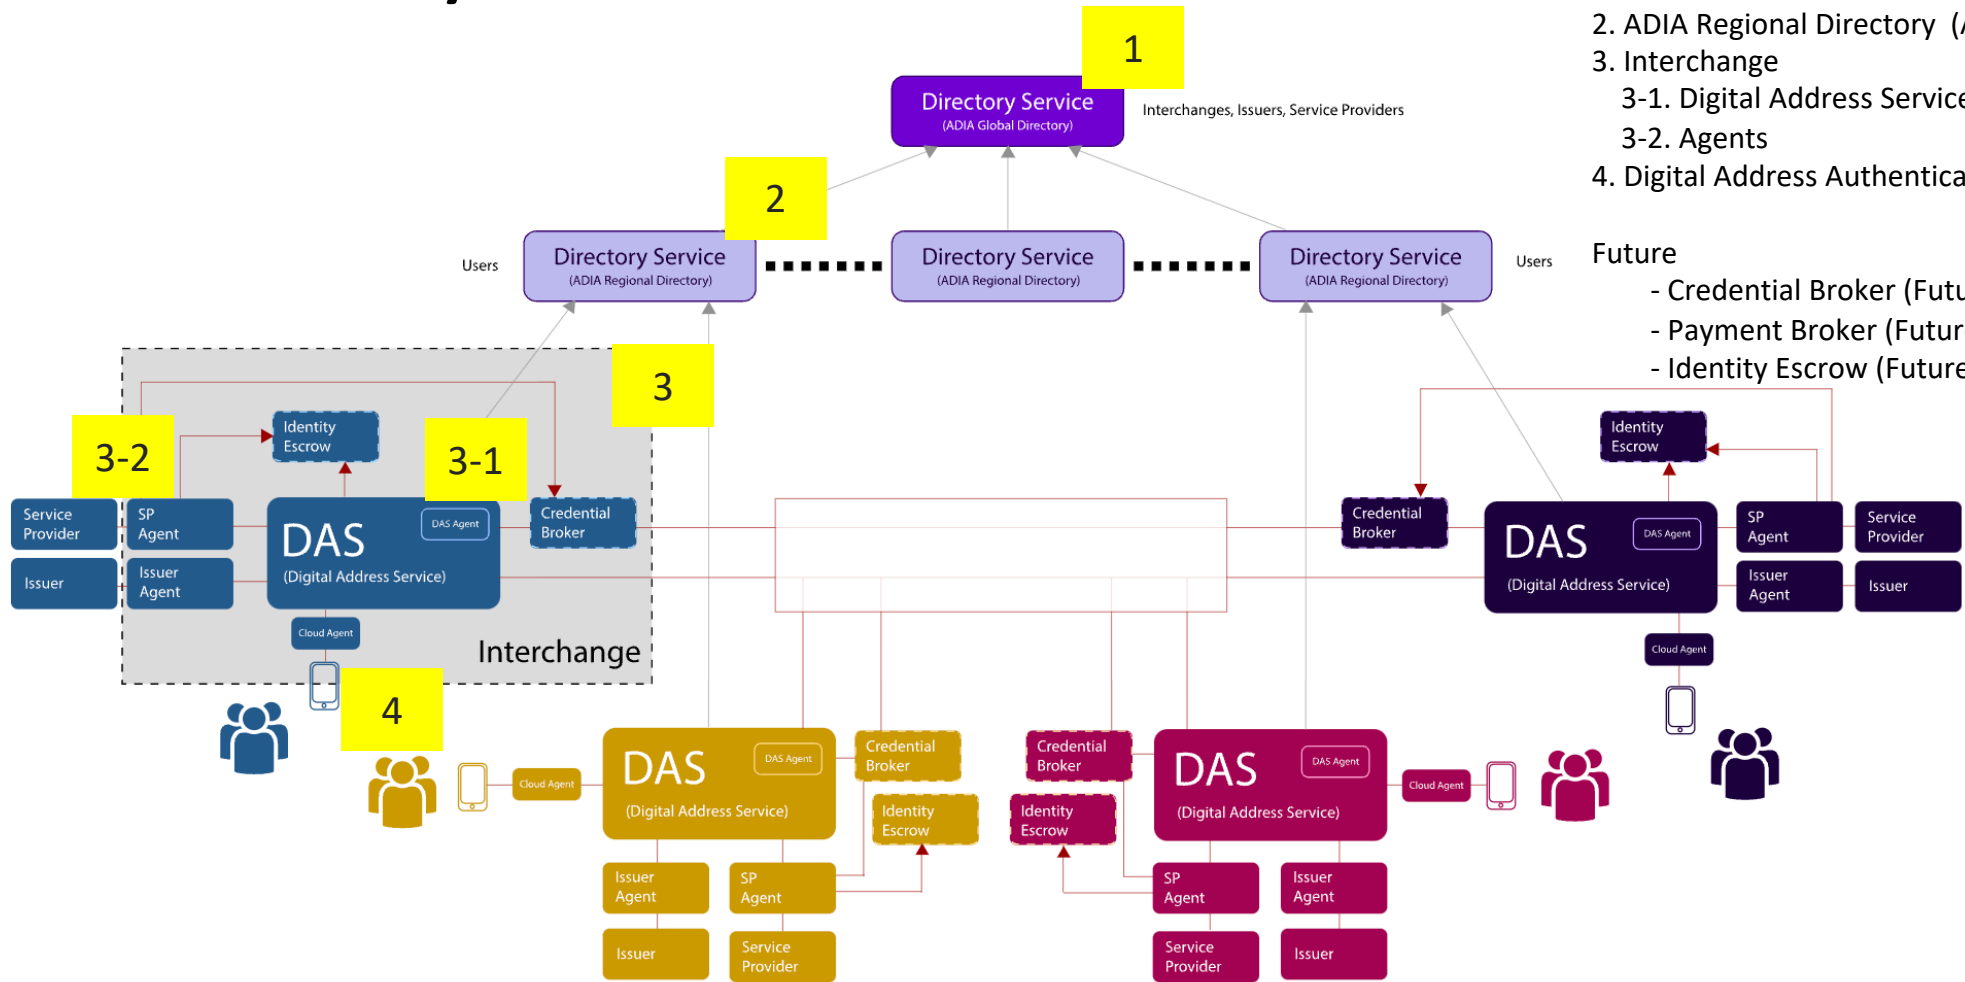 1
2. ADIA Regional Directory (
3. Interchange
3-1. Digital Address Service
3-2. Agents
4. Digital Address Authentica
Directory Service
(ADIA Global Directory)
Interchanges, Issuers, Service Providers
2
Future
- Credential Broker (Futu
- Payment Broker (Future
- Identity Escrow (Future
Users
Directory Service
(ADIA Regional Directory)
Directory Service
(ADIA Regional Directory)
Directory Service
(ADIA Regional Directory)
Users
3
3-2
3-1
Identity
Escrow
Service
Provider
SP
Agent
DAS
(Digital Address Service)
DAS Agent
Credential
Broker
Issuer
Issuer
Agent
Cloud Agent
Interchange
4
Identity
Escrow
Credential
Broker
DAS
(Digital Address Service)
DAS Agent
SP
Agent
Service
Provider
Issuer
Agent
Issuer
Cloud Agent
Cloud Agent
DAS
(Digital Address Service)
DAS Agent
Credential
Broker
Identity
Escrow
Issuer
Agent
SP
Agent
Issuer
Service
Provider
Credential
Broker
Identity
Escrow
DAS
(Digital Address Service)
DAS Agent
Cloud Agent
SP
Agent
Issuer
Agent
Service
Provider
Issuer